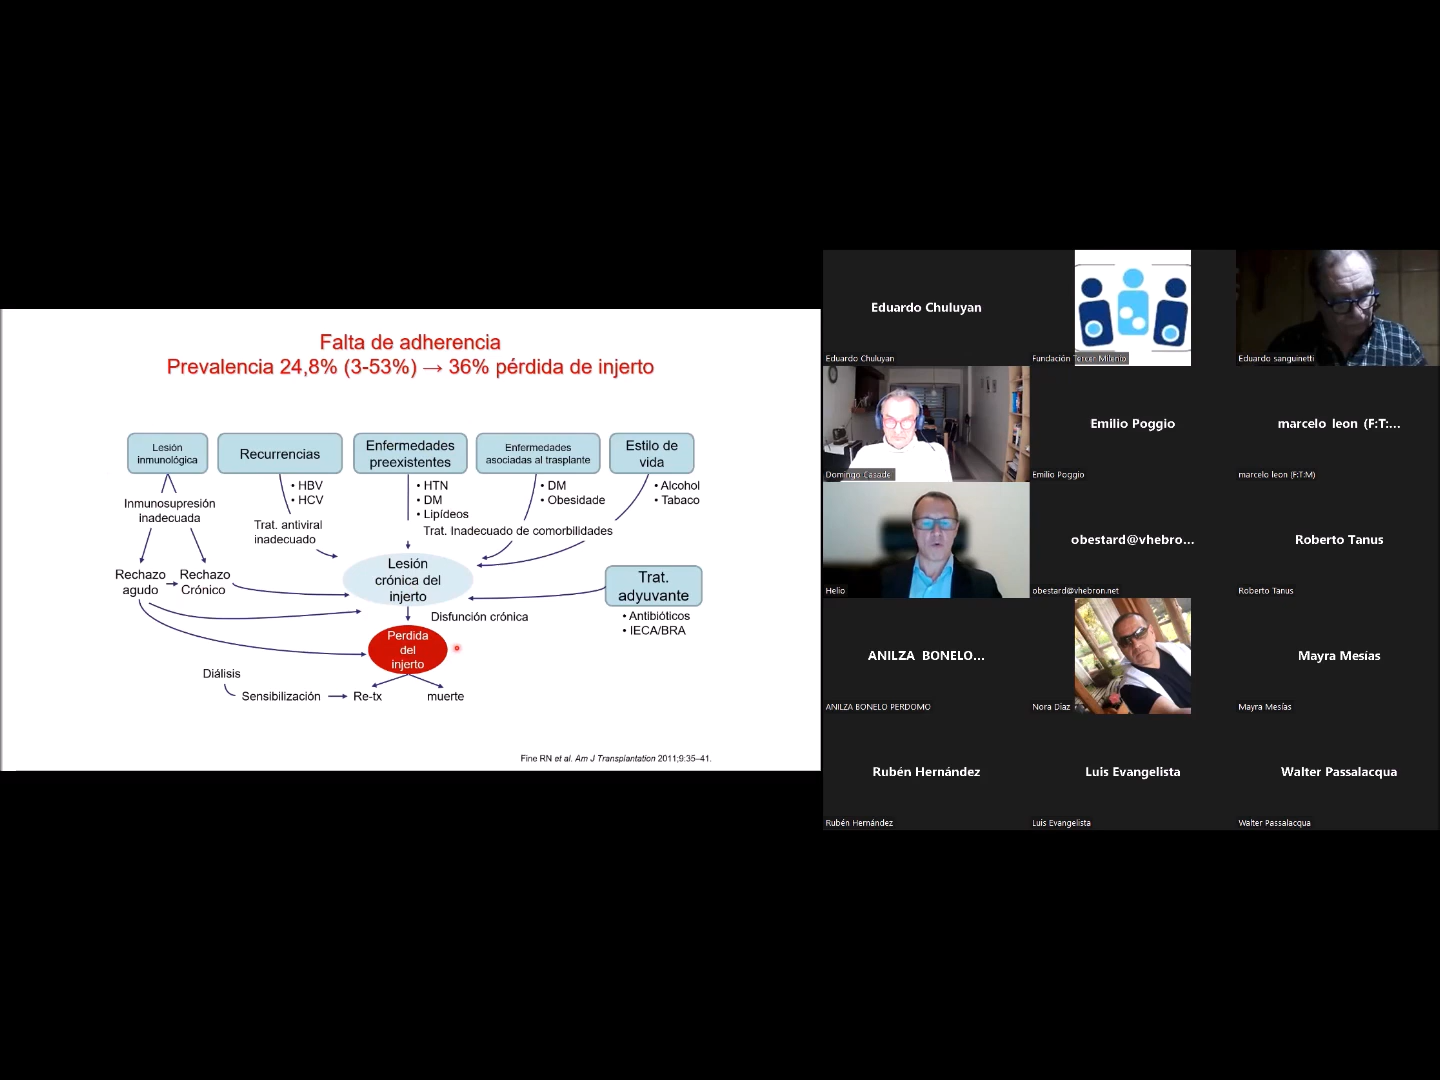 Falta de adherencia
Prevalencia 24,8% (3-53%) → 36% pérdida de injerto
Lesión
inmunológica
Recurrencias
Enfermedades
preexistentes
Enfermedades
asociadas al trasplante
Estilo de
vida
Inmunosupresión
inadecuada
• HBV
• HCV
Trat. antiviral
inadecuado
• HTN
• DM
• Lipídeos
• DM
• Obesidade
• Alcohol
• Tabaco
Trat. Inadecuado de comorbilidades
Rechazo
agudo
Rechazo
Crónico
Lesión
crónica del
injerto
Trat.
adyuvante
• Antibióticos
• IECA/BRA
Disfunción crónica
Perdida
del
injerto
Diálisis
Sensibilización
Re-tx
muerte
Fine RN et al. Am J Transplantation 2011;9:35–41.
Eduardo Chuluyan
Eduardo Chuluyan
Fundación Tercer Milenio
Eduardo sanguinetti
Domingo Casade
Emilio Poggio
Emilio Poggio
marcelo leon (F:T:...
marcelo leon (F:T:M)
Helio
obestard@vhebro...
obestard@vhebron.net
Roberto Tanus
Roberto Tanus
ANILZA BONELO...
ANILZA BONELO PERDOMO
Nora Diaz
Mayra Mesías
Mayra Mesías
Rubén Hernández
Rubén Hernández
Luis Evangelista
Luis Evangelista
Walter Passalacqua
Walter Passalacqua